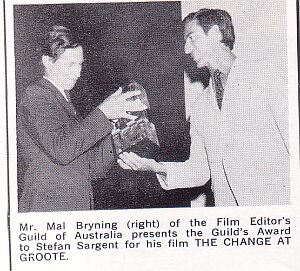 Mr. Mal Bryning (right) of the Film Editor's
Guild of Australia presents the Guild's Award
to Stefan Sargent for his film THE CHANGE AT
GROOTE.